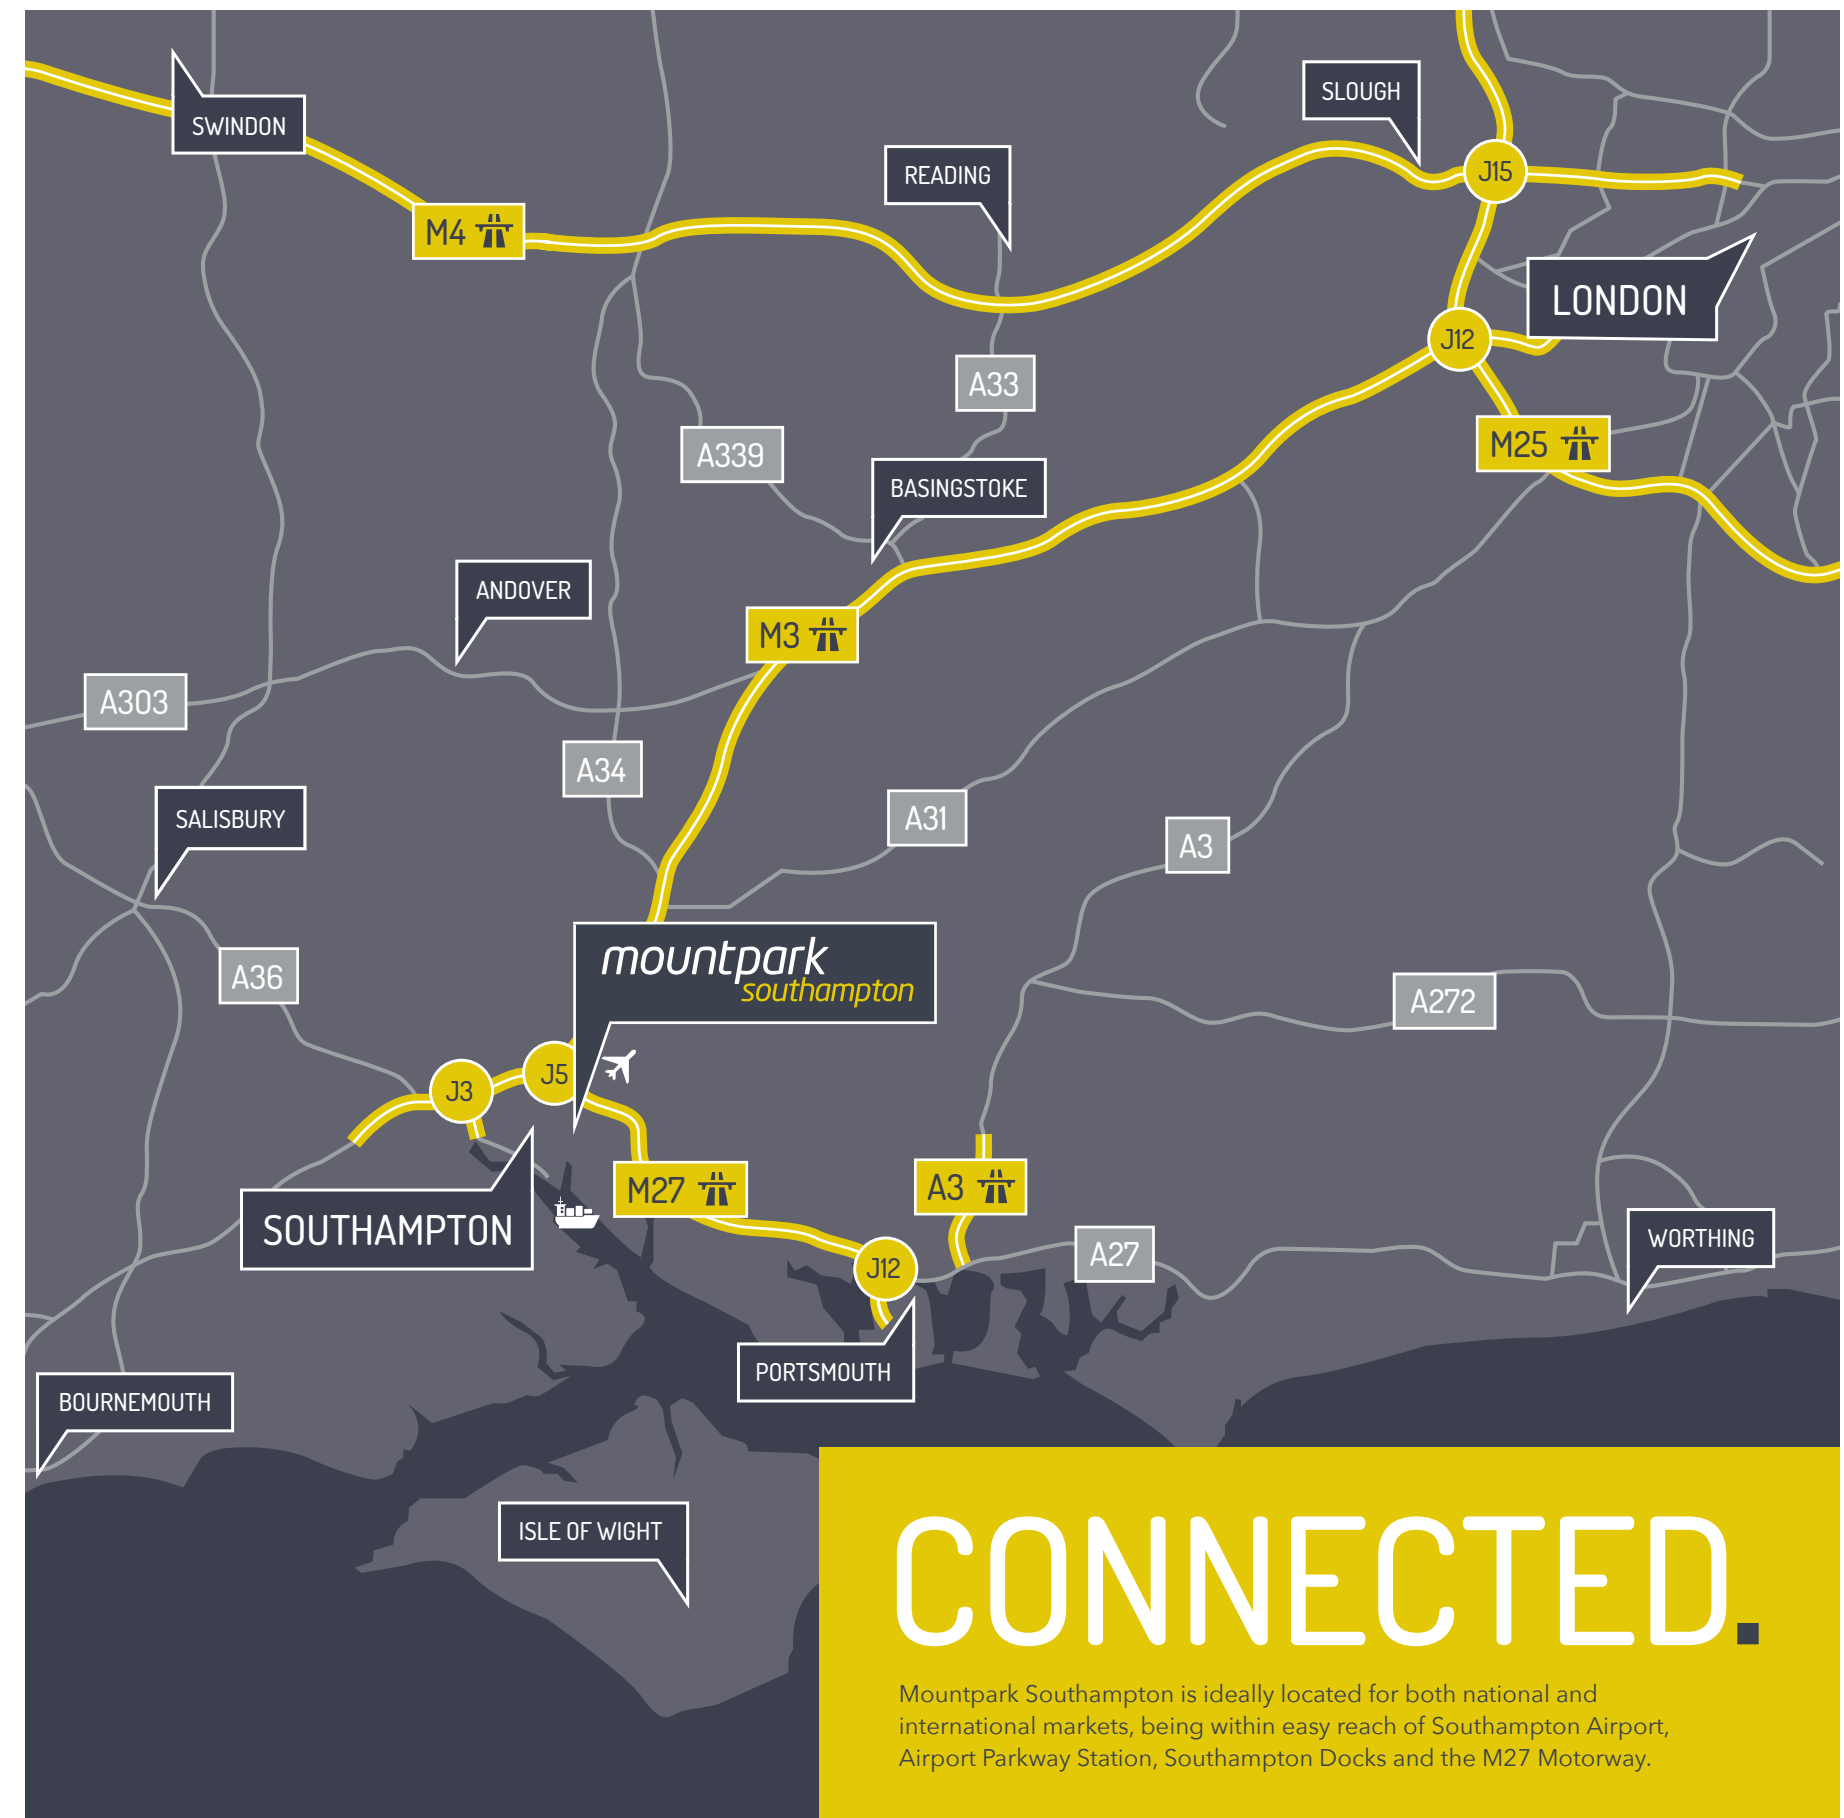 SLOUGH
SWINDON
READING
J15
M4
LONDON
J12
A33
M25
A339
BASINGSTOKE
ANDOVER
M3
A303
A34
SALISBURY
A31
A3
mountpark
southampton
A36
A272
J5
J3
M27
A3
SOUTHAMPTON
WORTHING
A27
J12
PORTSMOUTH
BOURNEMOUTH
ISLE OF WIGHT
CONNECTED.
Mountpark Southampton is ideally located for both national and
international markets, being within easy reach of Southampton Airport,
Airport Parkway Station, Southampton Docks and the M27 Motorway.